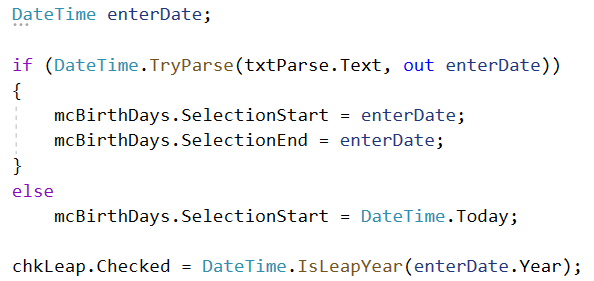 DateTime enterDate;
if (DateTime.TryParse(txtParse.Text, out enterDate))
{
mcBirthDays.SelectionStart = enterDate;
mcBirthDays.SelectionEnd = enterDate;
}
else
mcBirthDays.SelectionStart = DateTime.Today;
chkLeap.Checked = DateTime.IsLeapYear(enterDate.Year);